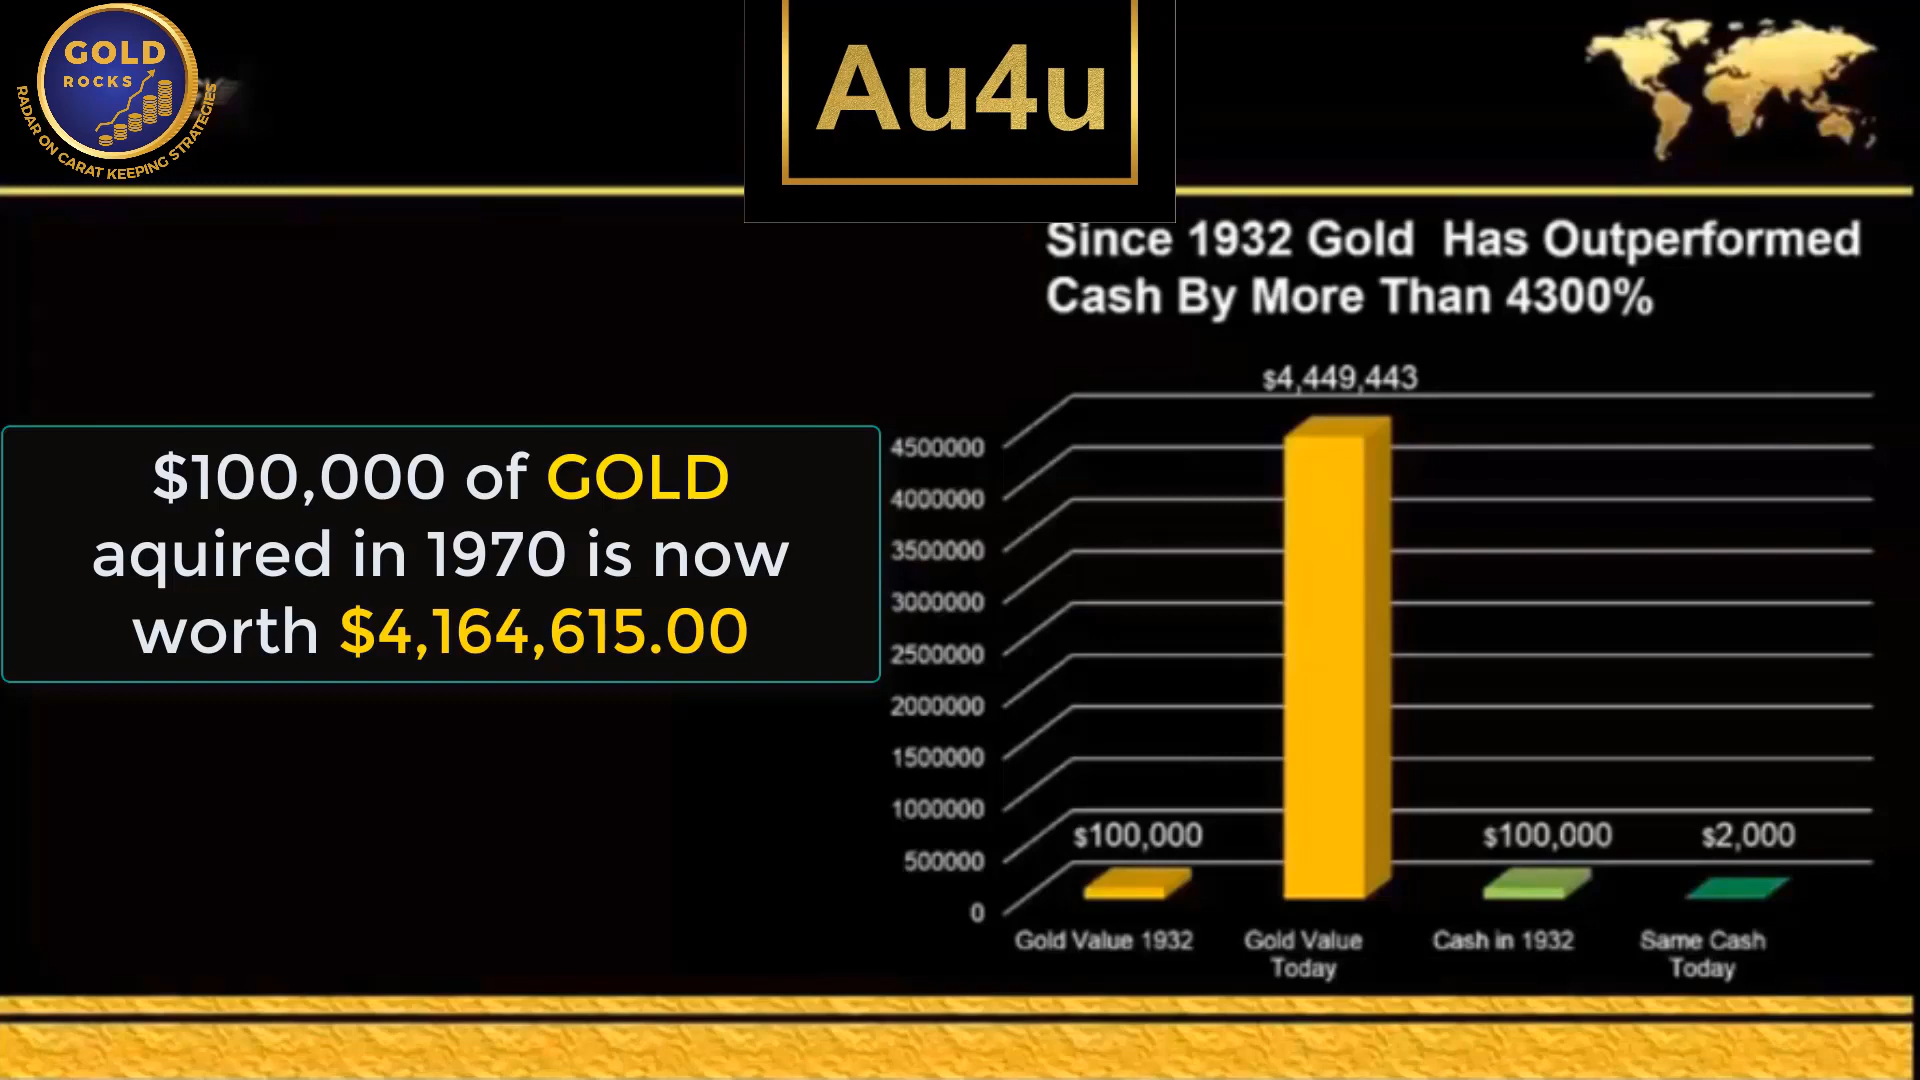 GOLD
ROCKS
RADAR ON CARAT KEEPING STRATEGIES
Au4u
Since 1932 Gold Has Outperformed
Cash By More Than 4300%
$100,000 of GOLD
aquired in 1970 is now
worth $4,164,615.00
$4,449,443
4500000
4000000
3500000
3000000
2500000
2000000
1500000
1000000
500000
0
$100,000
$100,000
$2,000
Gold Value 1932
Gold Value
Today
Cash in 1932
Same Cash
Today